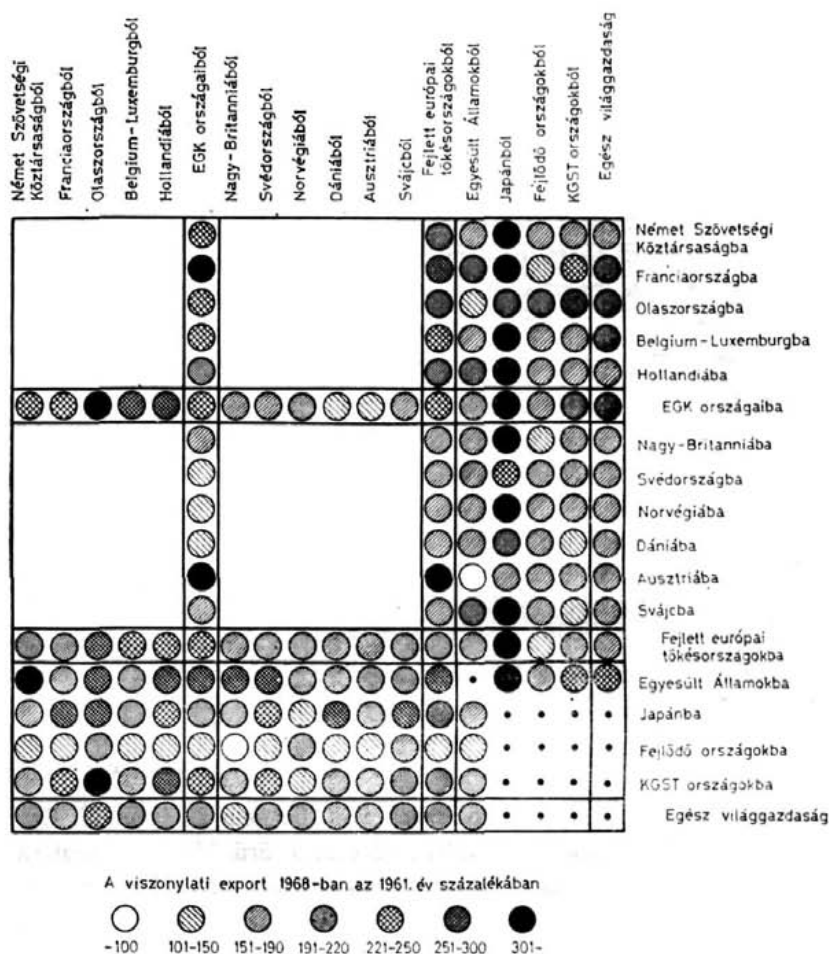 Német Szövetségi
Köztársaságból
Franciaországból
Olaszországból
Belgium-Luxemburgból
Hollandiából
EGK országaiból
Nagy-Britanniából
Svédországból
Norvégiából
Dániából
Ausztriából
Svájcból
Fejlett európai
tőkésországokból
Egyesült Államokból
Japánból
Fejlődő országokból
KGST országokból
Egész világgazdaság
Német Szövetségi
Köztársaságba
Franciaországba
Olaszországba
Belgium-Luxemburgba
Hollandiába
EGK országaiba
Nagy-Britanniába
Svédországba
Norvégiába
Dániába
Ausztriába
Svájcba
Fejlett európai
tőkésországokba
Egyesült Államokba
Japánba
Fejlődő országokba
KGST országokba
Egész világgazdaság
A viszonylati export 1968-ban az 1961. év százalékában
-100 101-150 151-190 191-220 221-250 251-300 301-